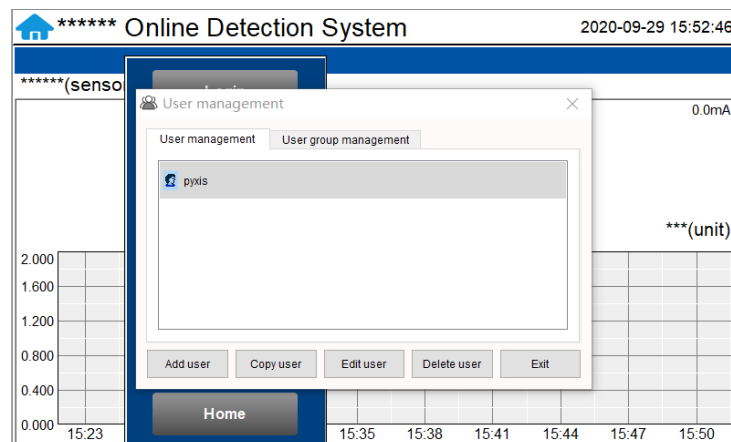 ****** Online Detection System
2020-09-29 15:52:46
******(senso
User management
0.0mA
User management
User group management
pyxis
***(unit)
2.000
1.600
1.200
0.800
0.400
0.000
Add user
Copy user
Edit user
Delete user
Exit
Home
15:23
15:35
15:38
15:41
15:44
15:47
15:50